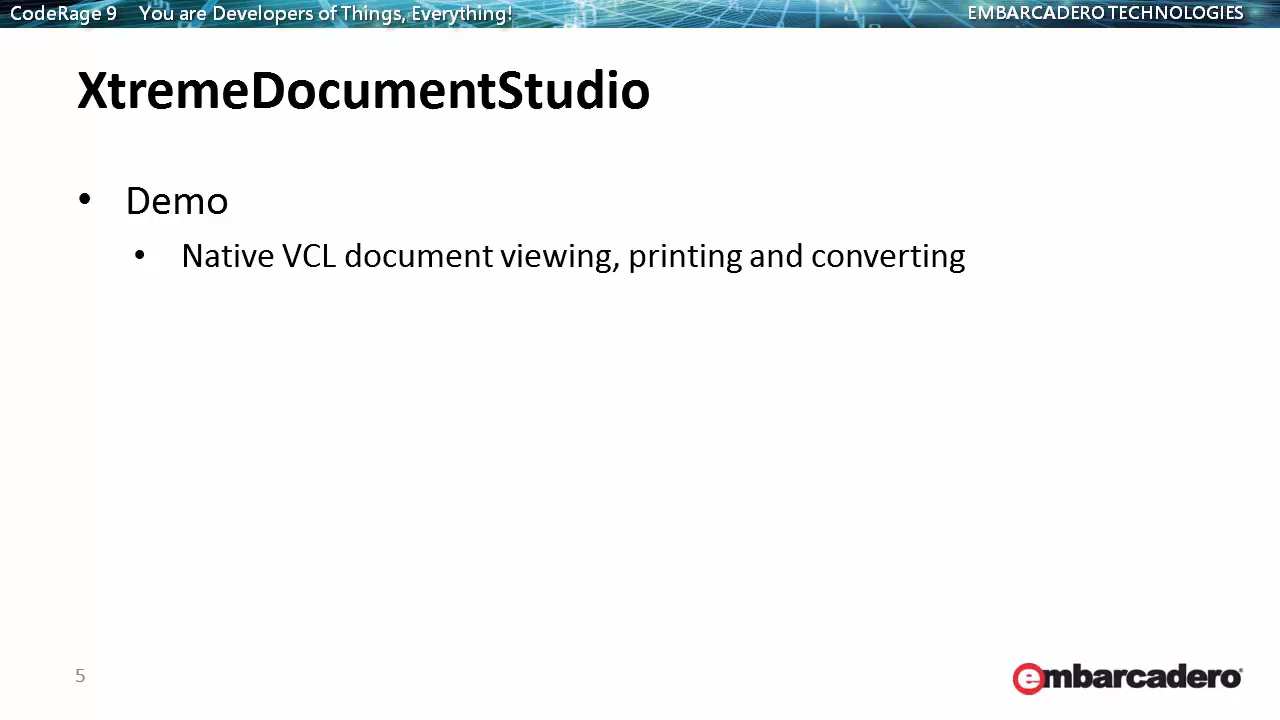 CodeRage 9 You are Developers of Things, Everything! EMBARCADERO TECHNOLOGIES
XtremeDocumentStudio
• Demo
• Native VCL document viewing, printing and converting
5
embarcadero